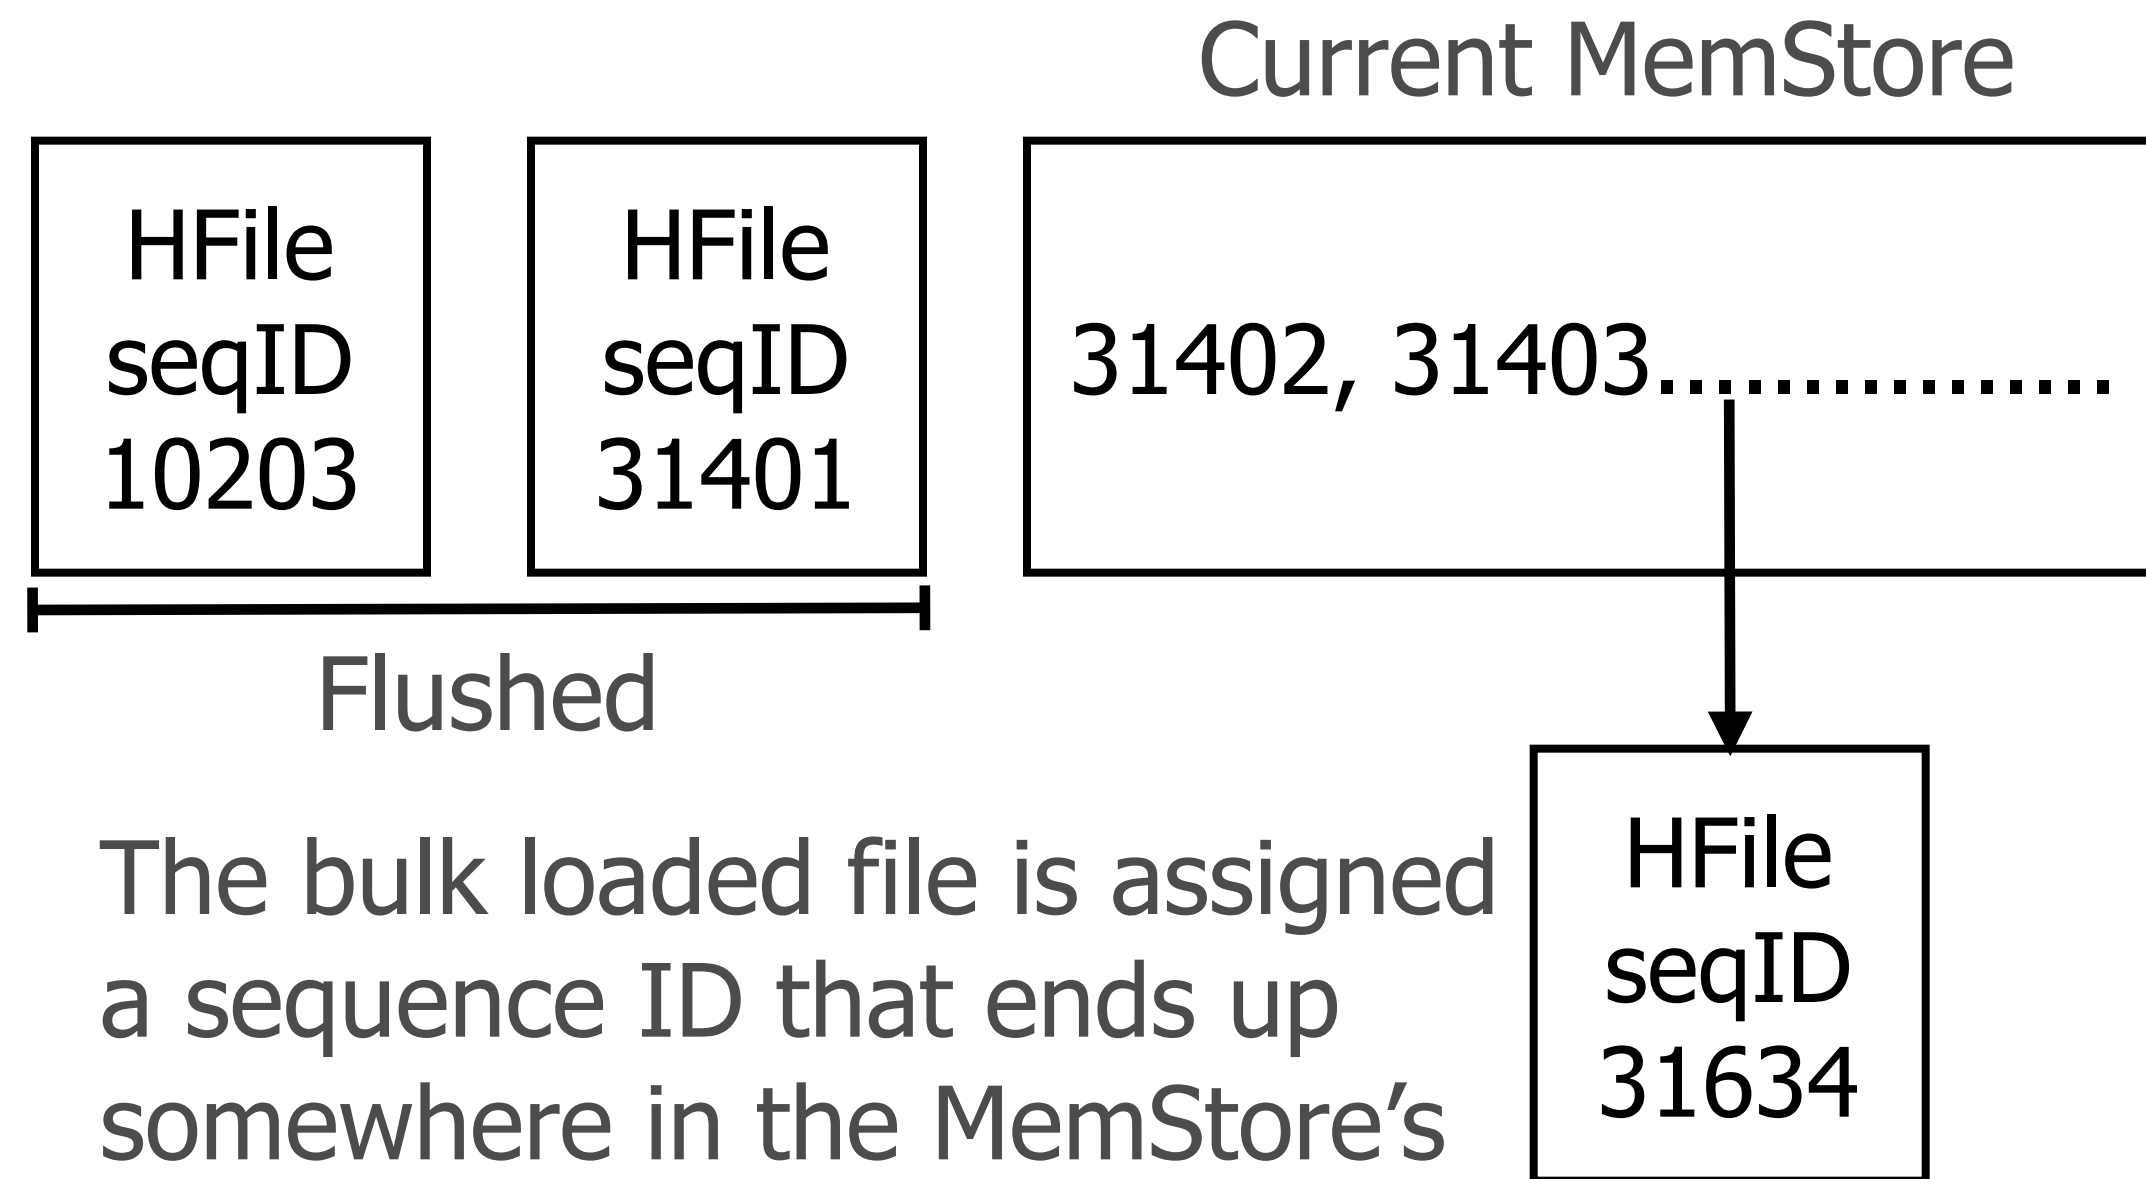 Current MemStore
HFile
seqID
10203
HFile
seqID
31401
31402, 31403................
Flushed
The bulk loaded file is assigned
a sequence ID that ends up
somewhere in the MemStore’s
HFile
seqID
31634